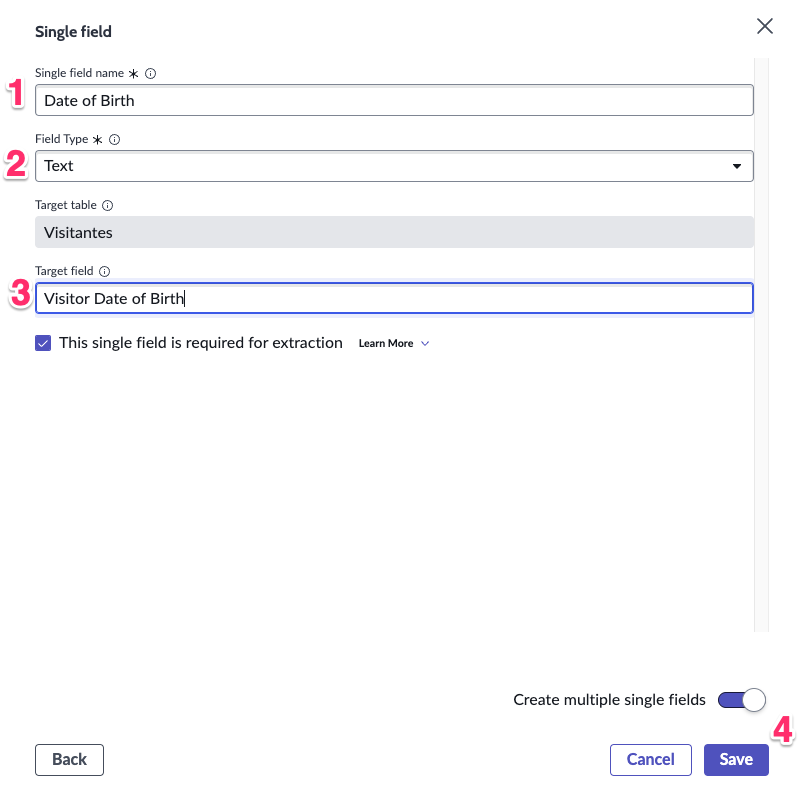 Single field
Single field name *
1
Date of Birth
Field Type *
2
Text
Target table
Visitantes
Target field
3
Visitor Date of Birth
This single field is required for extraction Learn More
Create multiple single fields
4
Back Cancel Save